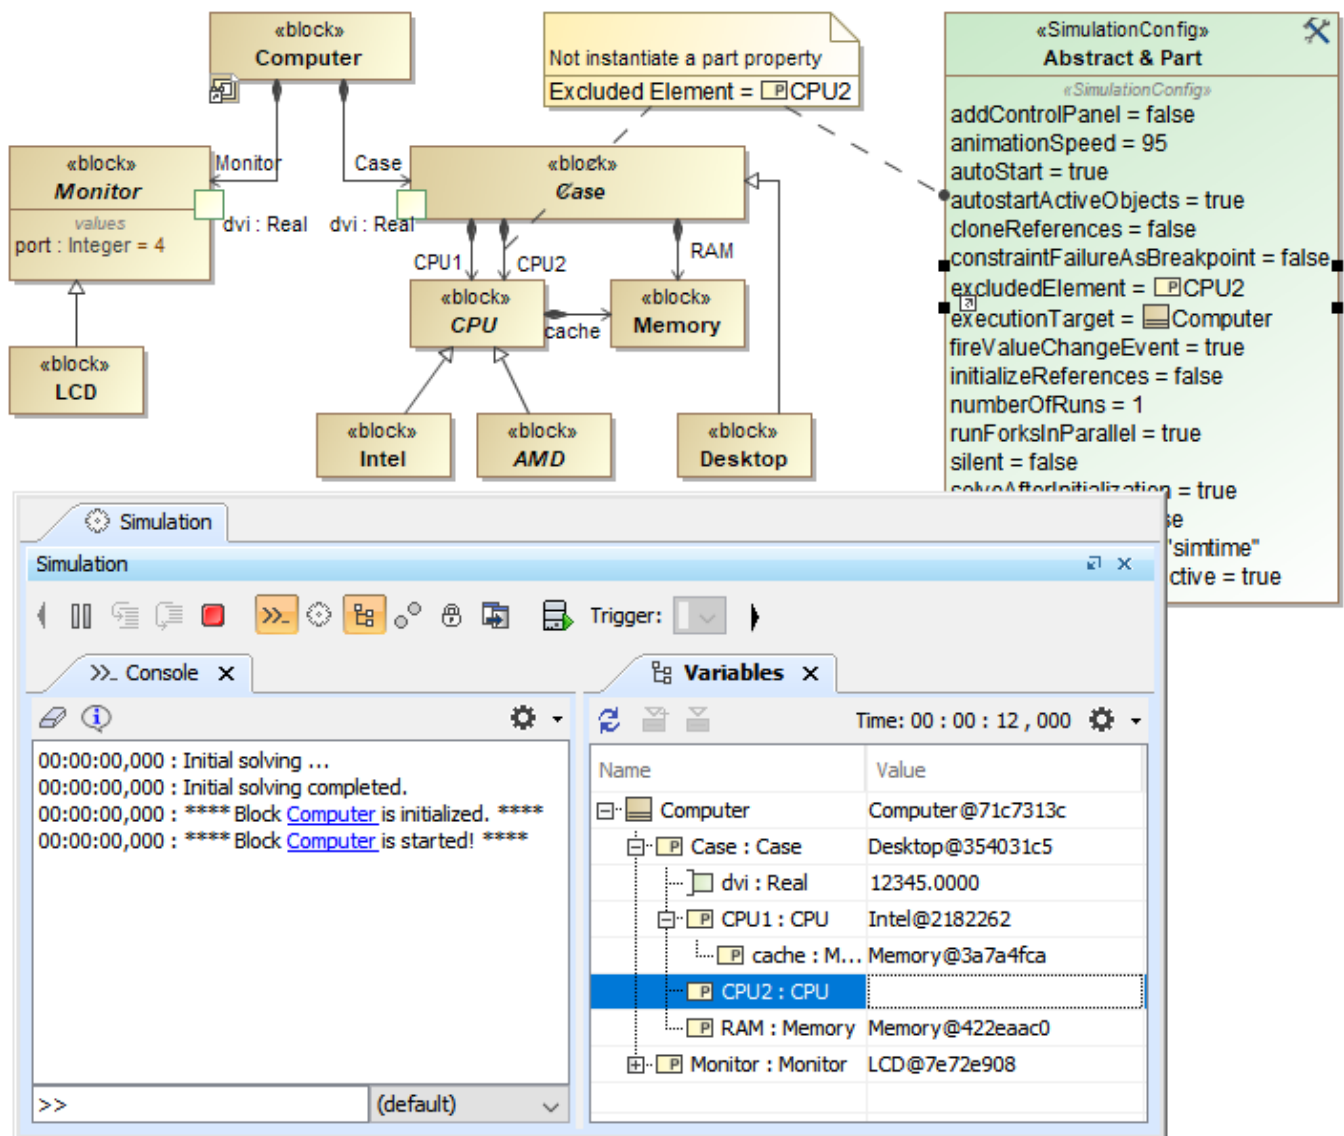 «block»
Computer
Not instantiate a part property
Excluded Element = CPU2
«SimulationConfig»
Abstract & Part
«SimulationConfig»
addControlPanel = false
animationSpeed = 95
autoStart = true
autostartActiveObjects = true
cloneReferences = false
constraintFailureAsBreakpoint = false
excludedElement = CPU2
executionTarget = Computer
fireValueChangeEvent = true
initializeReferences = false
numberOfRuns = 1
runForksInParallel = true
silent = false
solveAfterInitialization = true
se
"simtime"
ctive = true
«block»
Monitor
values
port : Integer = 4
Monitor
dvi : Real
Case
dvi : Real
«block»
Case
CPU1
CPU2
RAM
«block»
CPU
cache
«block»
Memory
«block»
LCD
«block»
Intel
«block»
AMD
«block»
Desktop
Simulation
Simulation
Trigger:
Console
00:00:00,000 : Initial solving ...
00:00:00,000 : Initial solving completed.
00:00:00,000 : **** Block Computer is initialized. ****
00:00:00,000 : **** Block Computer is started! ****
>>
(default)
Variables
Time: 00 : 00 : 12 , 000
Name Value
Computer Computer@71c7313c
P Case : Case Desktop@354031c5
dvi : Real 12345.0000
P CPU1 : CPU Intel@2182262
P cache : M... Memory@3a7a4fca
P CPU2 : CPU
P RAM : Memory Memory@422eaac0
P Monitor : Monitor LCD@7e72e908